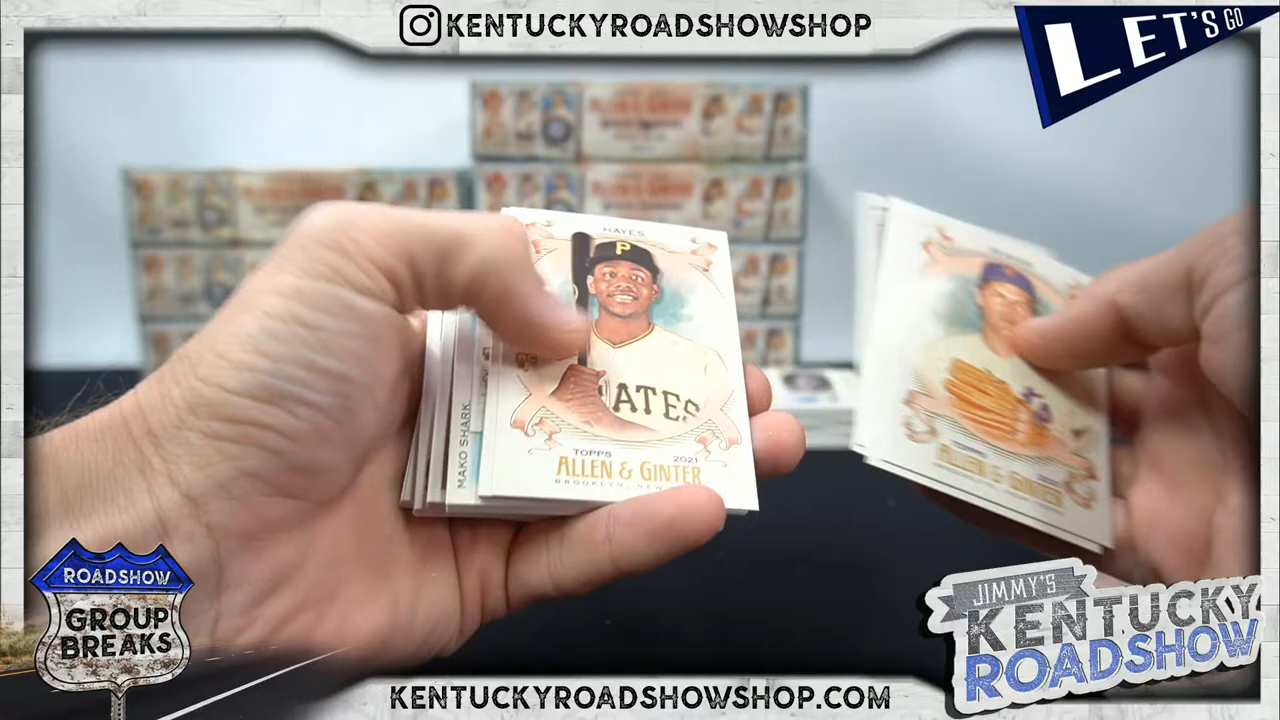 KENTUCKYROADSHOWSHOP
LET'S GO
HAYES
P
ATES
TOPPS 2021
ALLEN & GINTER
BROOKLYN, NEW
MAKO SHARK
ALLEN & GINTER
ROADSHOW
GROUP
BREAKS
JIMMY'S
KENTUCKY
ROADSHOW
KENTUCKYROADSHOWSHOP.COM